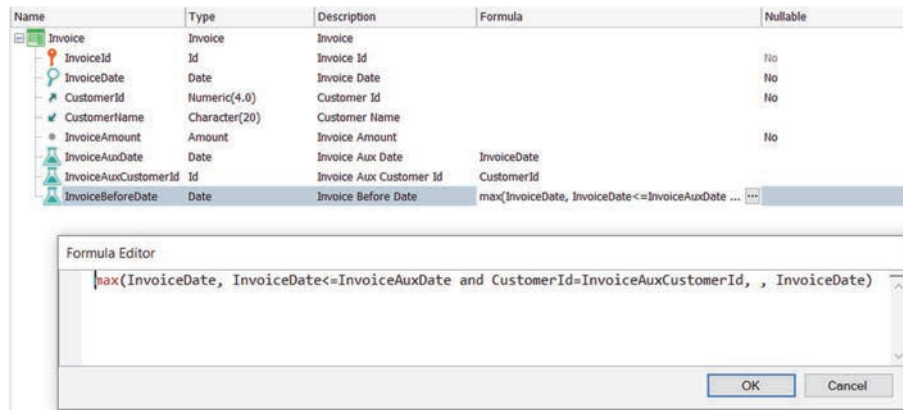 Name Type Description Formula Nullable
Invoice Invoice Invoice
InvoiceId Id Invoice Id No
InvoiceDate Date Invoice Date No
CustomerId Numeric(4.0) Customer Id No
CustomerName Character(20) Customer Name
InvoiceAmount Amount Invoice Amount No
InvoiceAuxDate Date Invoice Aux Date InvoiceDate
InvoiceAuxCustomerId Id Invoice Aux Customer Id CustomerId
InvoiceBeforeDate Date Invoice Before Date max(InvoiceDate, InvoiceDate<=InvoiceAuxDate ... ...
Formula Editor
max(InvoiceDate, InvoiceDate<=InvoiceAuxDate and CustomerId=InvoiceAuxCustomerId, , InvoiceDate)
OK Cancel